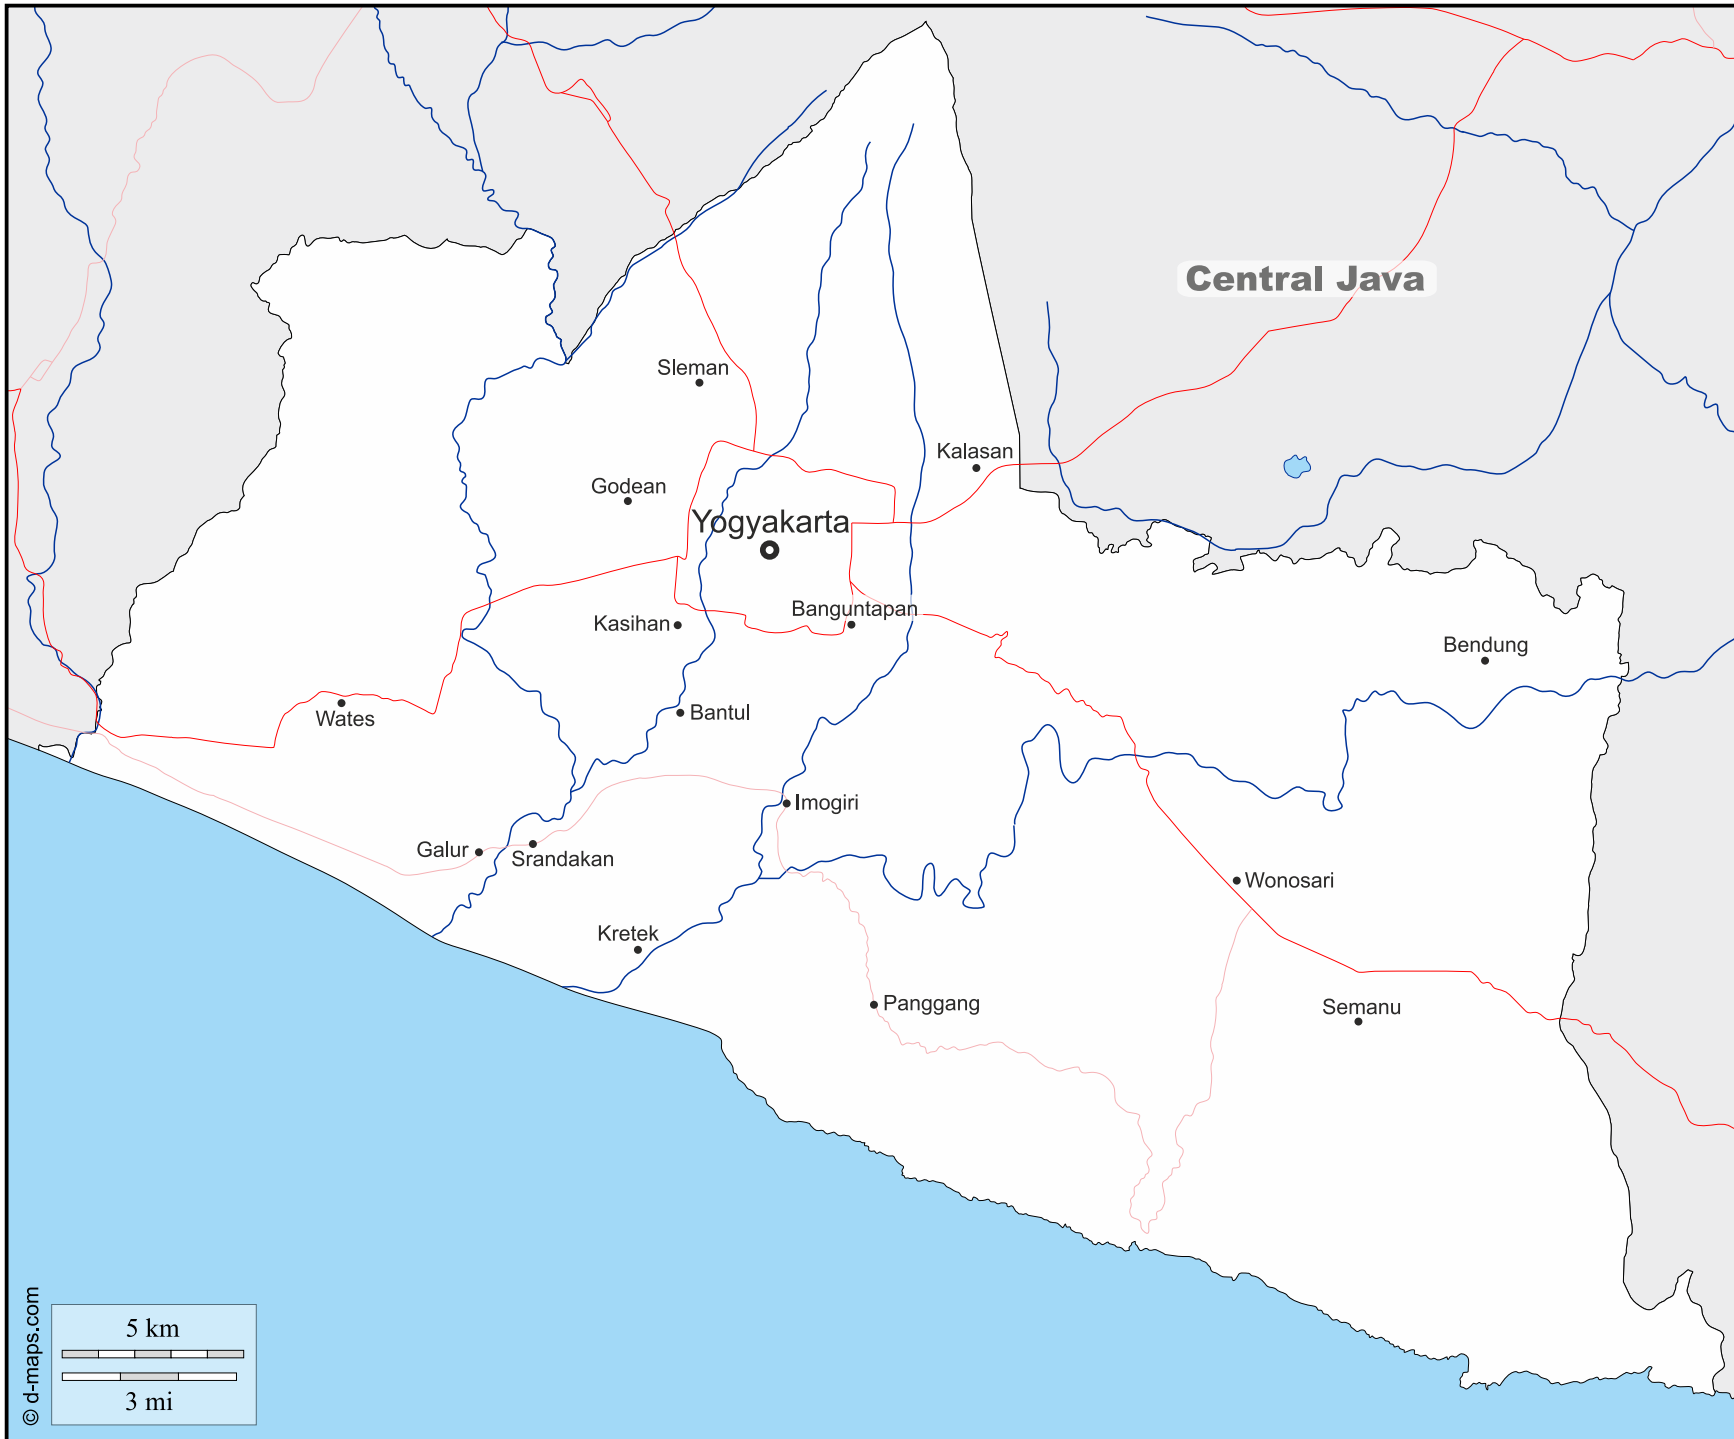 Central Java
Sleman
Kalasan
Godean
Yogyakarta
Banguntapan
Kasihan
Bendung
Bantul
Wates
Imogiri
Galur
Srandakan
Wonosari
Kretek
Panggang
Semanu
5 km
3 mi
© d-maps.com